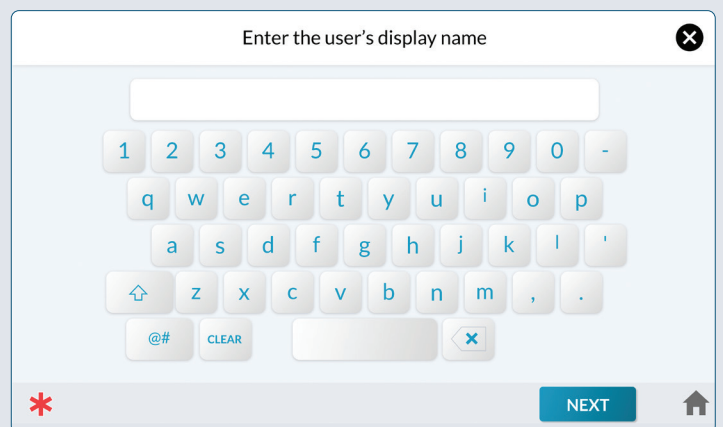 Enter the user’s display name
1 2 3 4 5 6 7 8 9 0 -
q w e r t y u i o p
a s d f g h j k l '
z x c v b n m , .
@# CLEAR
NEXT